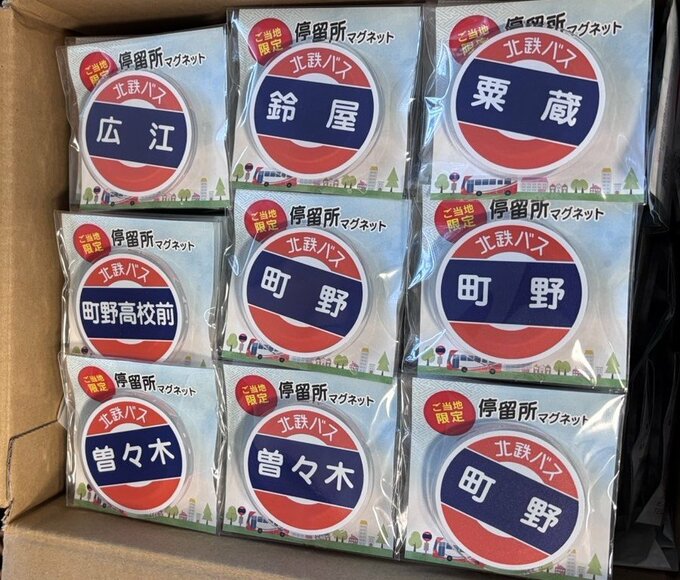 ご当地
限定
停留所マグネット
北鉄バス
広江
ご当地
限定
停留所マグネット
北鉄バス
鈴屋
ご当地
限定
停留所マグネット
北鉄バス
粟蔵
ご当地
限定
停留所マグネット
北鉄バス
町野高校前
ご当地
限定
停留所マグネット
北鉄バス
町野
ご当地
限定
停留所マグネット
北鉄バス
町野
ご当地
限定
停留所マグネット
北鉄バス
曽々木
ご当地
限定
停留所マグネット
北鉄バス
曽々木
ご当地
限定
停留所マグネット
北鉄バス
町野